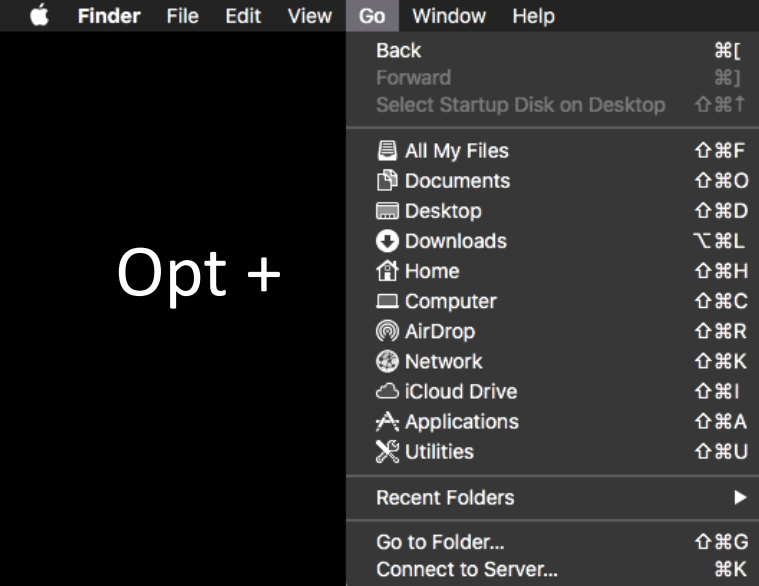 Finder File Edit View Go Window Help
Back ⌘[
Forward ⌘]
Select Startup Disk on Desktop ⇧⌘↑
All My Files ⇧⌘F
Documents ⇧⌘O
Desktop ⇧⌘D
Downloads ⌥⌘L
Opt +
Home ⇧⌘H
Computer ⇧⌘C
AirDrop ⇧⌘R
Network ⇧⌘K
iCloud Drive ⇧⌘I
Applications ⇧⌘A
Utilities ⇧⌘U
Recent Folders ▶
Go to Folder... ⇧⌘G
Connect to Server... ⌘K